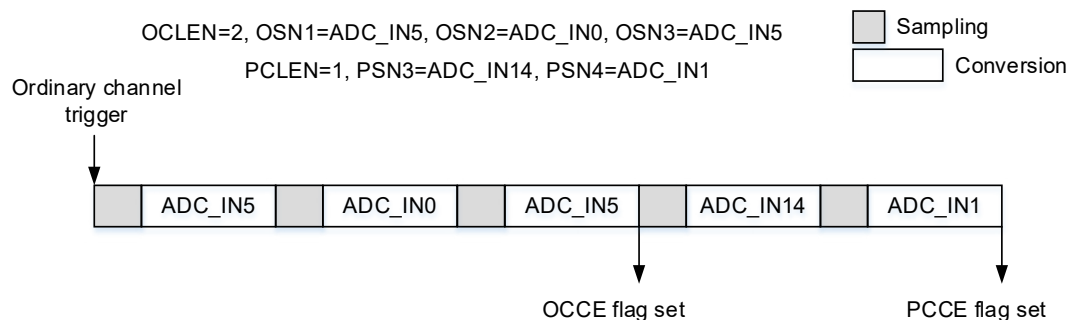 OCLEN=2, OSN1=ADC_IN5, OSN2=ADC_IN0, OSN3=ADC_IN5
PCLEN=1, PSN3=ADC_IN14, PSN4=ADC_IN1
Sampling
Conversion
Ordinary channel
trigger
ADC_IN5
ADC_IN0
ADC_IN5
ADC_IN14
ADC_IN1
OCCE flag set
PCCE flag set